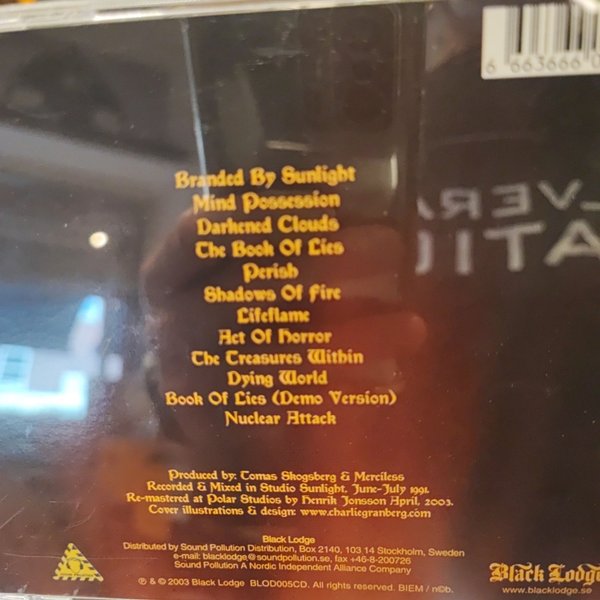 6 663666 0
Branded By Sunlight
Mind Possession
Darkened Clouds
The Book Of Lies
Perish
Shadows Of Fire
Lifeflame
Act Of Horror
The Treasures Within
Dying World
Book Of Lies (Demo Version)
Nuclear Attack
Produced by: Tomas Skogsberg & Merciless
Recorded & Mixed in Studio Sunlight, June-July 1991.
Re-mastered at Polar Studios by Henrik Jonsson April, 2003.
Cover illustrations & design: www.charliegranberg.com
Black Lodge
Distributed by Sound Pollution Distribution, Box 2140, 103 14 Stockholm, Sweden
e-mail: blacklodge@soundpollution.se, fax +46-8-200726
Sound Pollution A Nordic Independent Alliance Company
℗ & © 2003 Black Lodge BLOD005CD. All rights reserved. BIEM / n©b.
Black Lodge
www.blacklodge.se